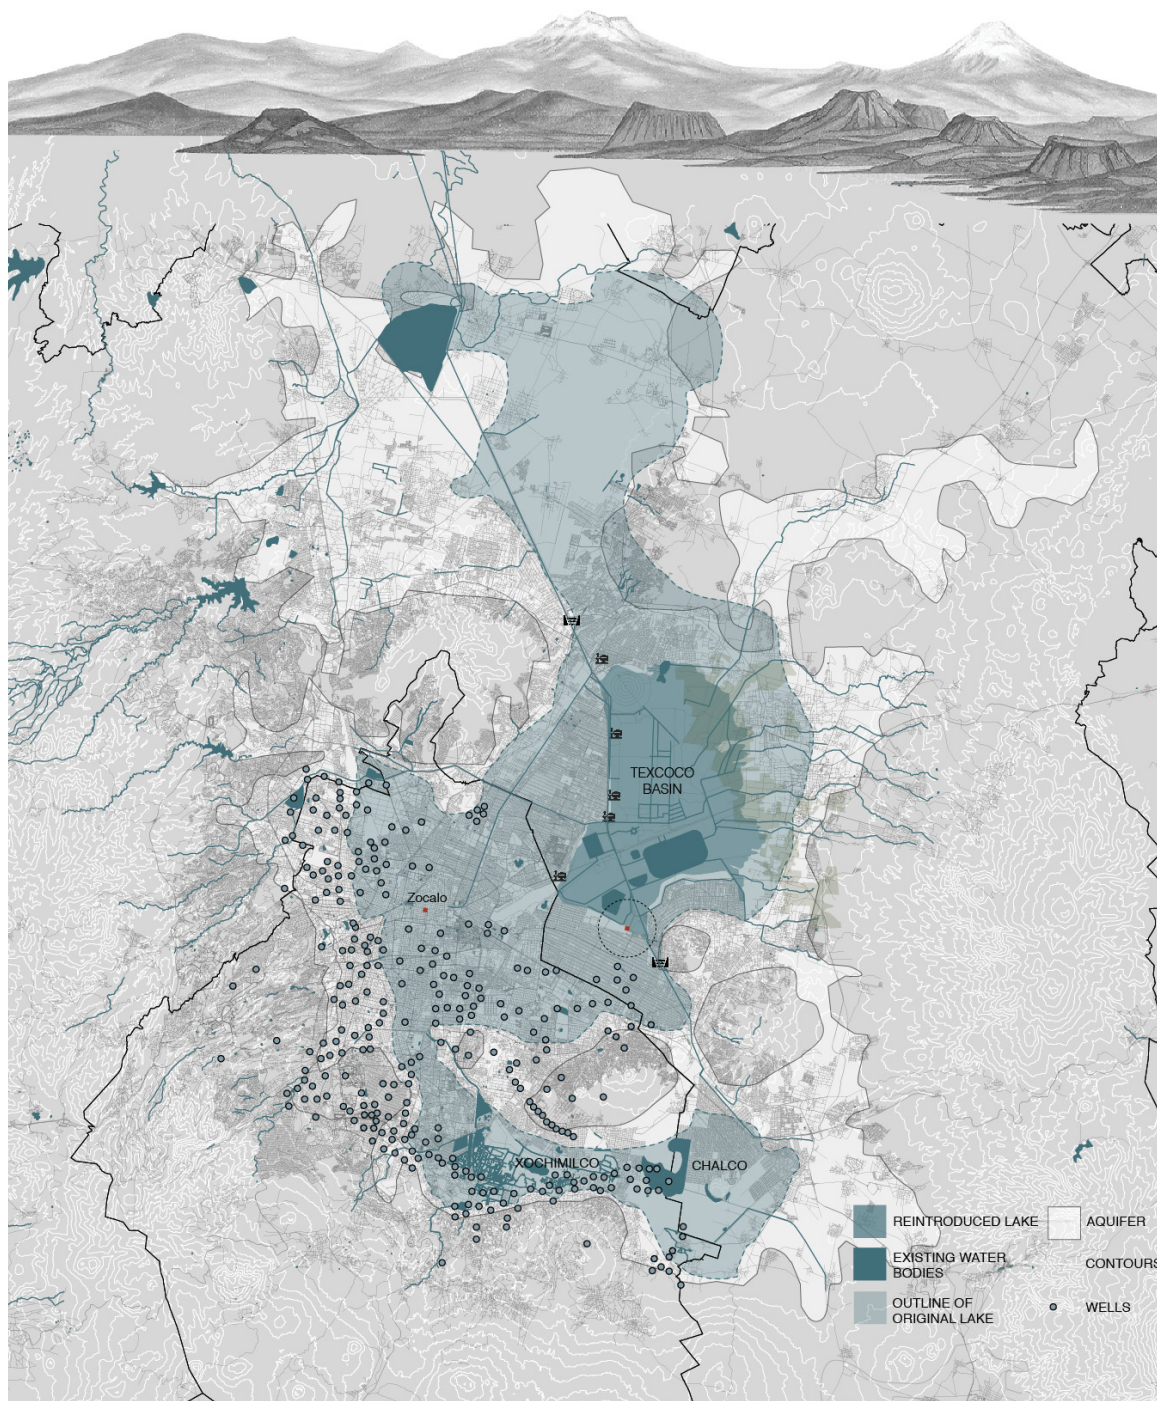 TEXCOCO
BASIN
Zocalo
XOCHIMILCO
CHALCO
REINTRODUCED LAKE
AQUIFER
EXISTING WATER
BODIES
CONTOURS
OUTLINE OF
ORIGINAL LAKE
WELLS